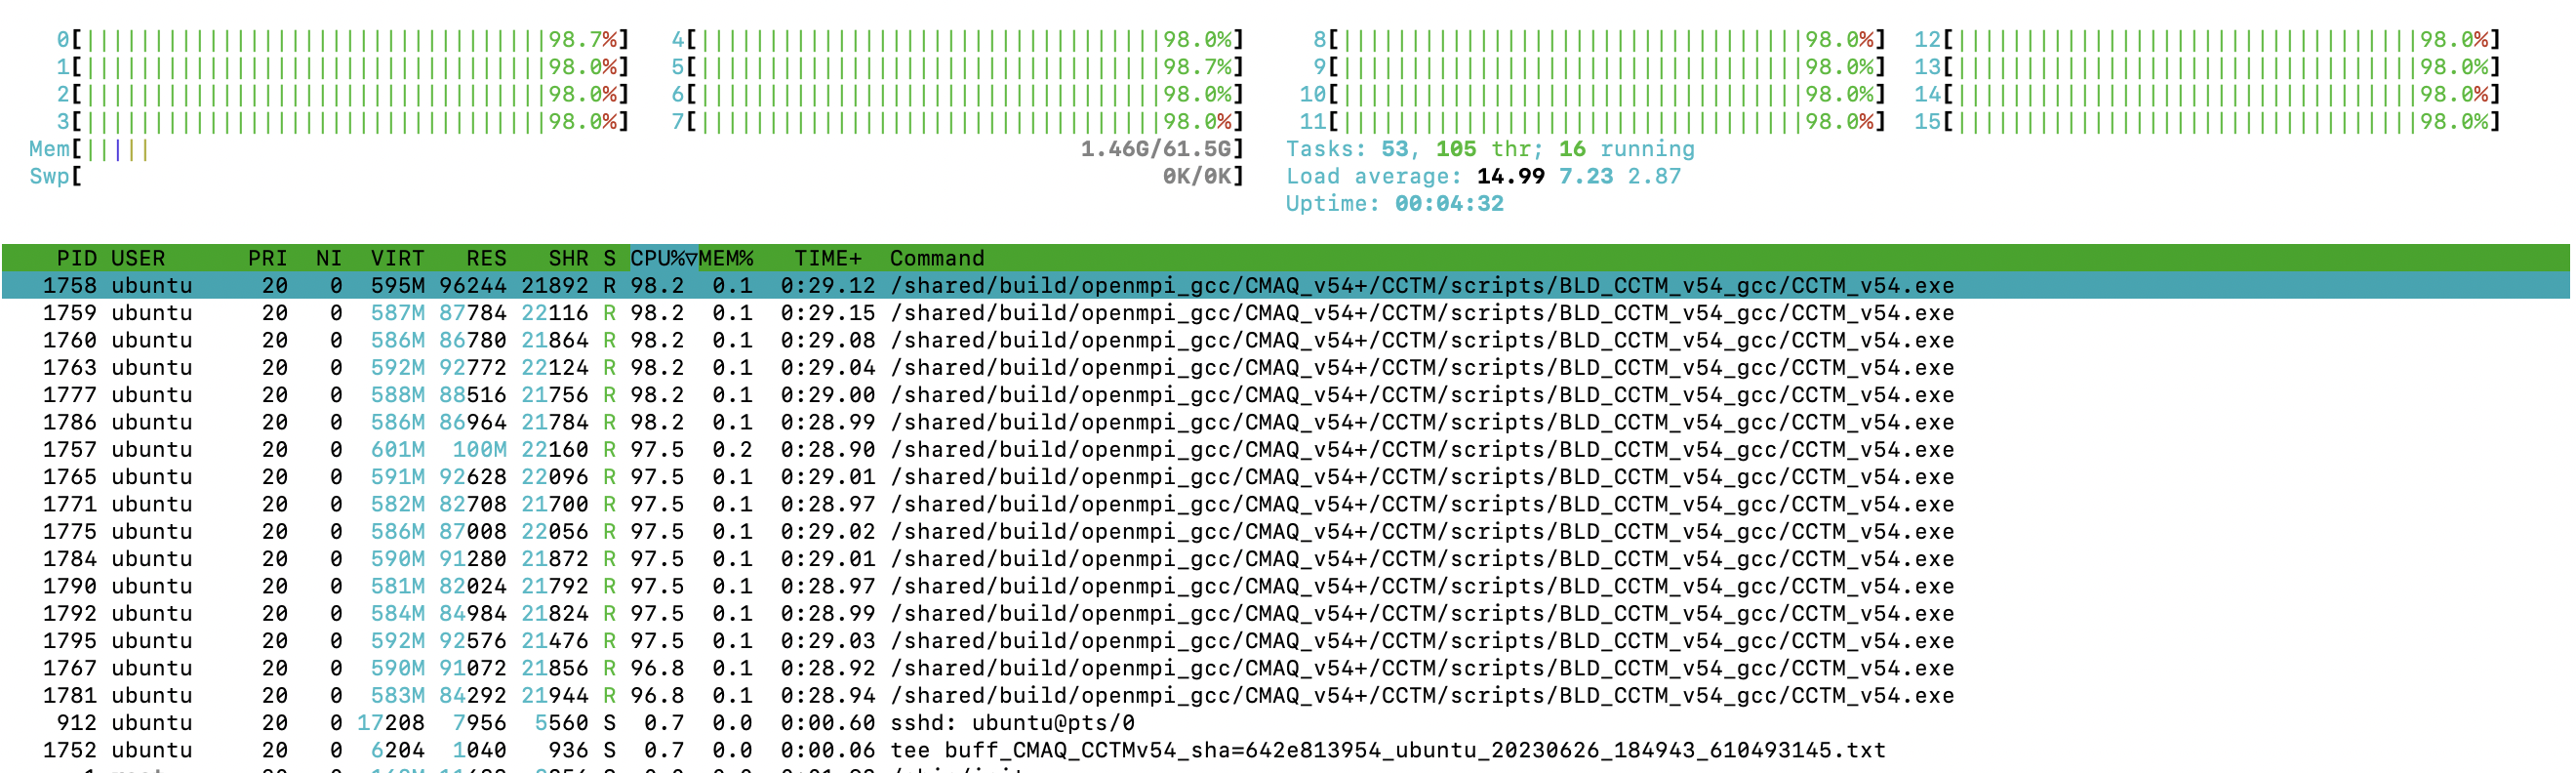 0[98.7%] 4[98.0%] 8[98.0%] 12[98.0%]
1[98.0%] 5[98.7%] 9[98.0%] 13[98.0%]
2[98.0%] 6[98.0%] 10[98.0%] 14[98.0%]
3[98.0%] 7[98.0%] 11[98.0%] 15[98.0%]
Mem[1.46G/61.5G] Tasks: 53, 105 thr; 16 running
Swp[0K/0K] Load average: 14.99 7.23 2.87
Uptime: 00:04:32
PID USER PRI NI VIRT RES SHR S CPU%▽MEM% TIME+ Command
1758 ubuntu 20 0 595M 96244 21892 R 98.2 0.1 0:29.12 /shared/build/openmpi_gcc/CMAQ_v54+/CCTM/scripts/BLD_CCTM_v54_gcc/CCTM_v54.exe
1759 ubuntu 20 0 587M 87784 22116 R 98.2 0.1 0:29.15 /shared/build/openmpi_gcc/CMAQ_v54+/CCTM/scripts/BLD_CCTM_v54_gcc/CCTM_v54.exe
1760 ubuntu 20 0 586M 86780 21864 R 98.2 0.1 0:29.08 /shared/build/openmpi_gcc/CMAQ_v54+/CCTM/scripts/BLD_CCTM_v54_gcc/CCTM_v54.exe
1763 ubuntu 20 0 592M 92772 22124 R 98.2 0.1 0:29.04 /shared/build/openmpi_gcc/CMAQ_v54+/CCTM/scripts/BLD_CCTM_v54_gcc/CCTM_v54.exe
1777 ubuntu 20 0 588M 88516 21756 R 98.2 0.1 0:29.00 /shared/build/openmpi_gcc/CMAQ_v54+/CCTM/scripts/BLD_CCTM_v54_gcc/CCTM_v54.exe
1786 ubuntu 20 0 586M 86964 21784 R 98.2 0.1 0:28.99 /shared/build/openmpi_gcc/CMAQ_v54+/CCTM/scripts/BLD_CCTM_v54_gcc/CCTM_v54.exe
1757 ubuntu 20 0 601M 100M 22160 R 97.5 0.2 0:28.90 /shared/build/openmpi_gcc/CMAQ_v54+/CCTM/scripts/BLD_CCTM_v54_gcc/CCTM_v54.exe
1765 ubuntu 20 0 591M 92628 22096 R 97.5 0.1 0:29.01 /shared/build/openmpi_gcc/CMAQ_v54+/CCTM/scripts/BLD_CCTM_v54_gcc/CCTM_v54.exe
1771 ubuntu 20 0 582M 82708 21700 R 97.5 0.1 0:28.97 /shared/build/openmpi_gcc/CMAQ_v54+/CCTM/scripts/BLD_CCTM_v54_gcc/CCTM_v54.exe
1775 ubuntu 20 0 586M 87008 22056 R 97.5 0.1 0:29.02 /shared/build/openmpi_gcc/CMAQ_v54+/CCTM/scripts/BLD_CCTM_v54_gcc/CCTM_v54.exe
1784 ubuntu 20 0 590M 91280 21872 R 97.5 0.1 0:29.01 /shared/build/openmpi_gcc/CMAQ_v54+/CCTM/scripts/BLD_CCTM_v54_gcc/CCTM_v54.exe
1790 ubuntu 20 0 581M 82024 21792 R 97.5 0.1 0:28.97 /shared/build/openmpi_gcc/CMAQ_v54+/CCTM/scripts/BLD_CCTM_v54_gcc/CCTM_v54.exe
1792 ubuntu 20 0 584M 84984 21824 R 97.5 0.1 0:28.99 /shared/build/openmpi_gcc/CMAQ_v54+/CCTM/scripts/BLD_CCTM_v54_gcc/CCTM_v54.exe
1795 ubuntu 20 0 592M 92576 21476 R 97.5 0.1 0:29.03 /shared/build/openmpi_gcc/CMAQ_v54+/CCTM/scripts/BLD_CCTM_v54_gcc/CCTM_v54.exe
1767 ubuntu 20 0 590M 91072 21856 R 96.8 0.1 0:28.92 /shared/build/openmpi_gcc/CMAQ_v54+/CCTM/scripts/BLD_CCTM_v54_gcc/CCTM_v54.exe
1781 ubuntu 20 0 583M 84292 21944 R 96.8 0.1 0:28.94 /shared/build/openmpi_gcc/CMAQ_v54+/CCTM/scripts/BLD_CCTM_v54_gcc/CCTM_v54.exe
912 ubuntu 20 0 17208 7956 5560 S 0.7 0.0 0:00.60 sshd: ubuntu@pts/0
1752 ubuntu 20 0 6204 1040 936 S 0.7 0.0 0:00.06 tee buff_CMAQ_CCTMv54_sha=642e813954_ubuntu_20230626_184943_610493145.txt